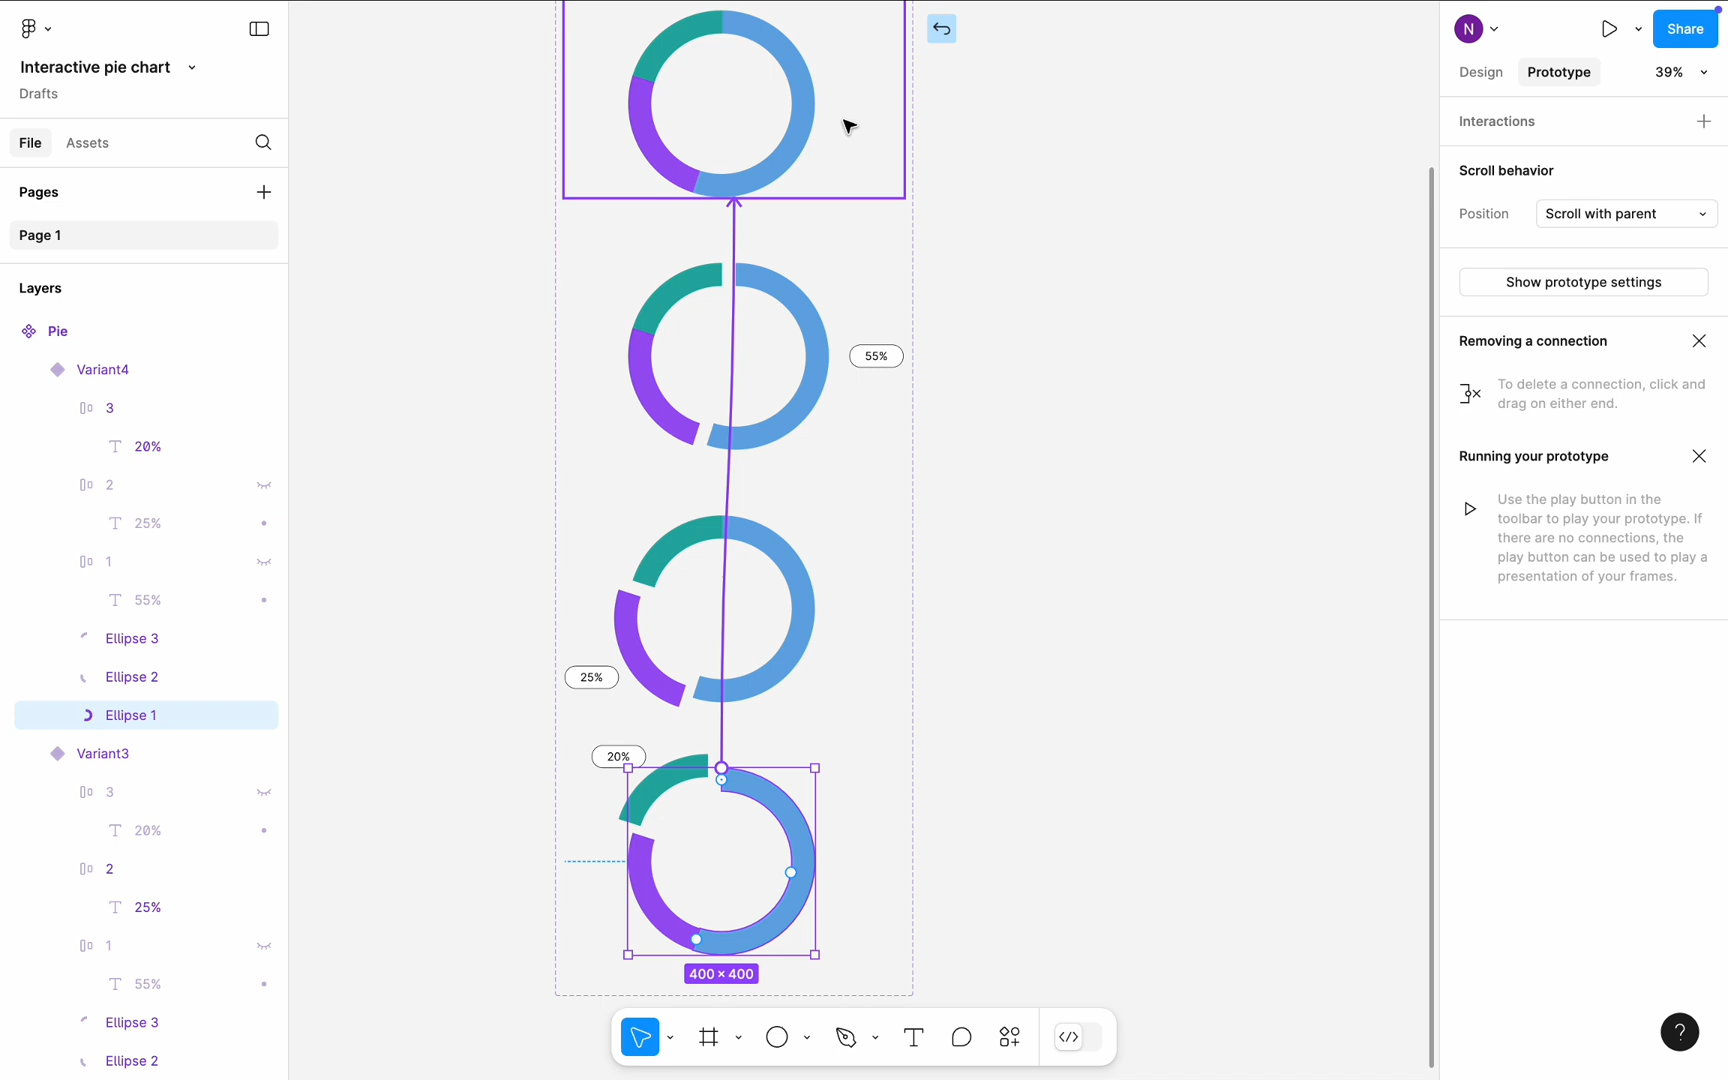 Interactive pie chart
Drafts
File
Assets
Pages
Page 1
Layers
Pie
Variant4
3
20%
2
25%
1
55%
Ellipse 3
Ellipse 2
Ellipse 1
Variant3
3
20%
2
25%
1
55%
Ellipse 3
Ellipse 2
55%
25%
20%
400 × 400
N
Share
Design
Prototype
39%
Interactions
Scroll behavior
Position
Scroll with parent
Show prototype settings
Removing a connection
To delete a connection, click and
drag on either end.
Running your prototype
Use the play button in the
toolbar to play your prototype. If
there are no connections, the
play button can be used to play a
presentation of your frames.
?